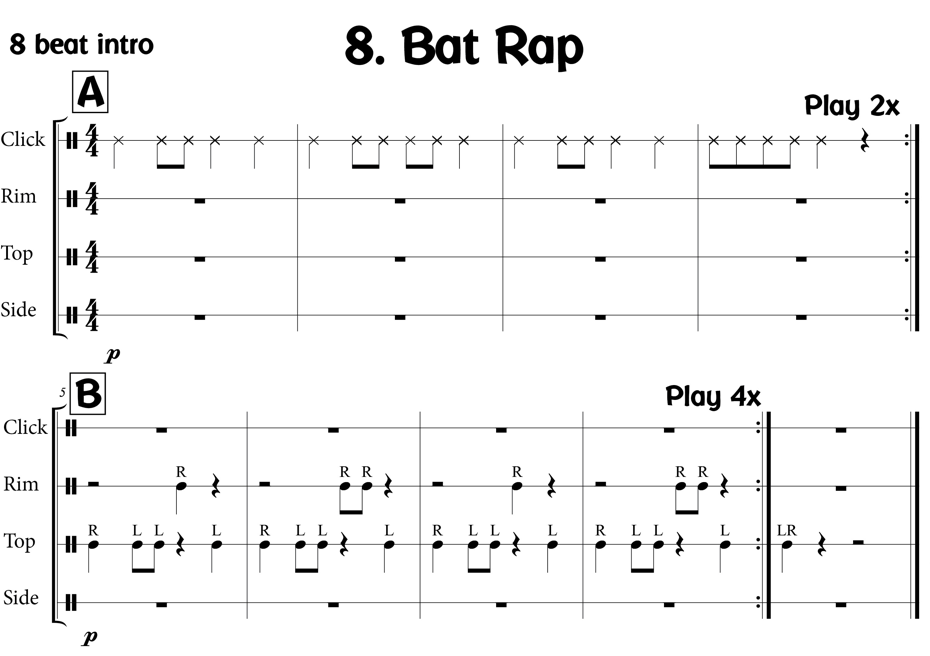 8. Bat Rap
8 beat intro
A
Play 2x
Click
Rim
Top
Side
p
5
B
Play 4x
Click
Rim
R R R R R R
Top
R L L L R L L L R L L L R L L L LR
Side
p